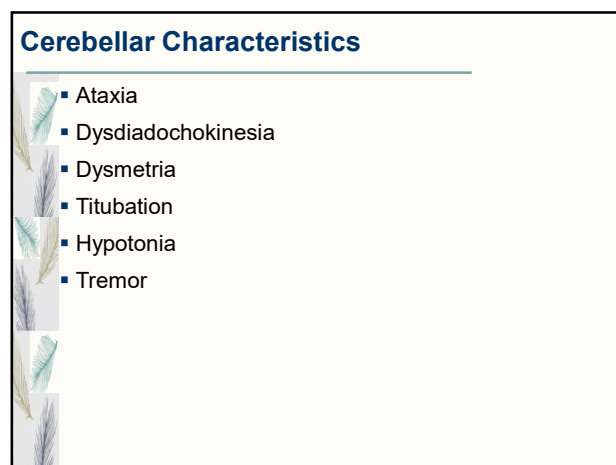 Cerebellar Characteristics
▪ Ataxia
▪ Dysdiadochokinesia
▪ Dysmetria
▪ Titubation
▪ Hypotonia
▪ Tremor